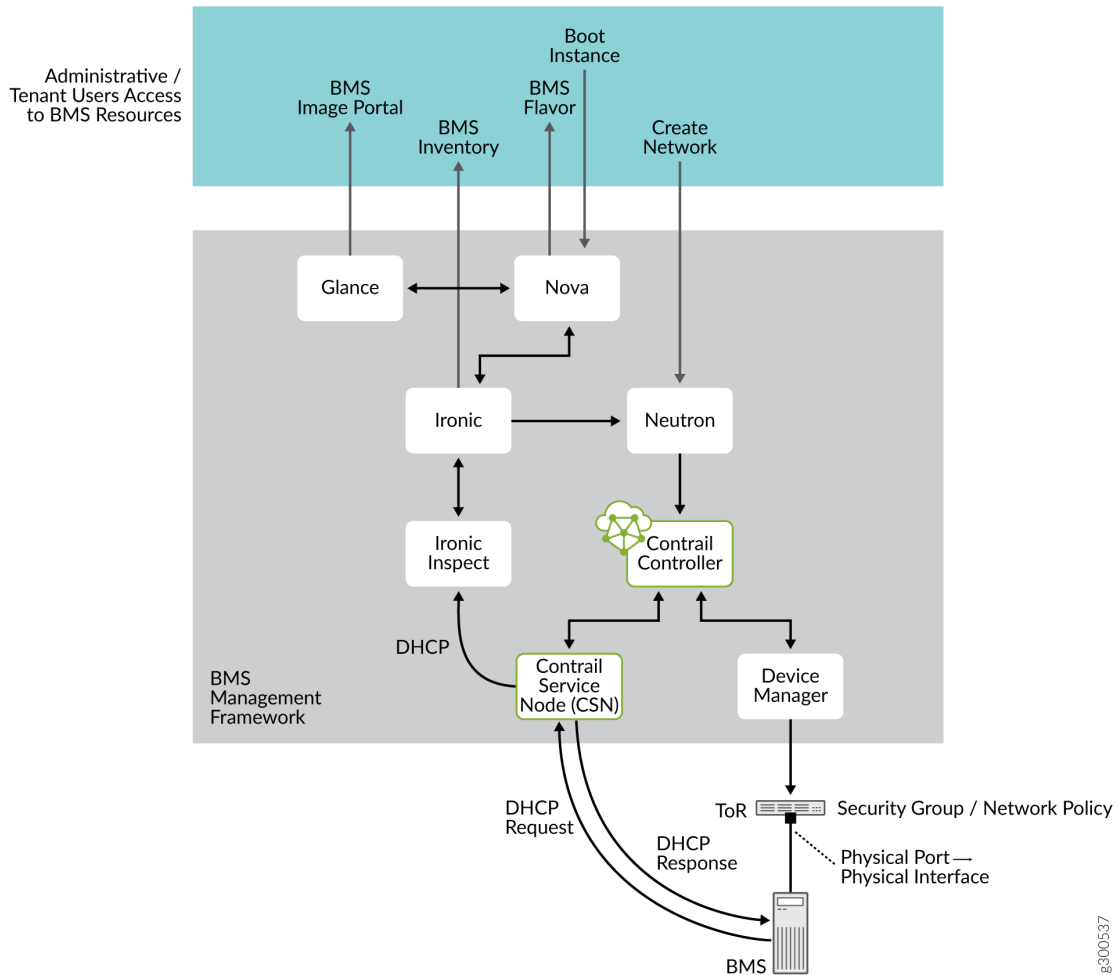 Administrative /
Tenant Users Access
to BMS Resources
Boot
Instance
BMS
Image Portal
BMS
Flavor
BMS
Inventory
Create
Network
Glance
Nova
Ironic
Neutron
Ironic
Inspect
Contrail
Controller
DHCP
Contrail
Service
Node (CSN)
Device
Manager
BMS
Management
Framework
DHCP
Request
DHCP
Response
ToR
Security Group / Network Policy
Physical Port→
Physical Interface
BMS
g300537